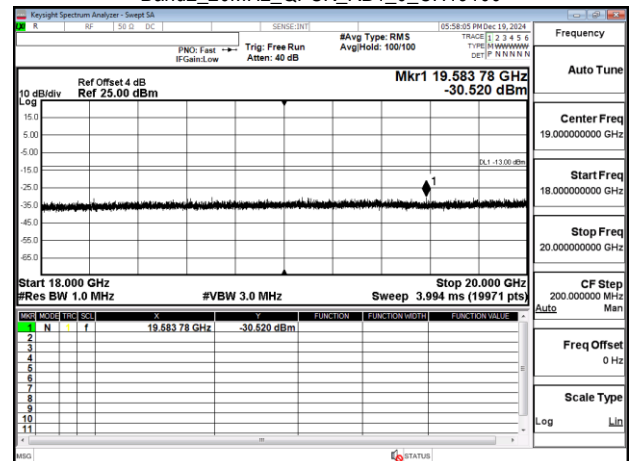 Keysight Spectrum Analyzer - Swept SA
R RF 50 Ω DC SENSE:INT 05:58:05 PM Dec 19, 2024
#Avg Type: RMS
TRACE 1 2 3 4 5 6
PNO: Fast Trig: Free Run Avg|Hold: 100/100
TYPE M W W W W W
IFGain:Low Atten: 40 dB
DET P N N N N N
Frequency
Auto Tune
Mkr1 19.583 78 GHz
-30.520 dBm
Ref Offset 4 dB
10 dB/div Ref 25.00 dBm
Log
15.0
5.00
-5.00
DL1 -13.00 dBm
-15.0
1
-25.0
-35.0
-45.0
-55.0
-65.0
Start 18.000 GHz Stop 20.000 GHz
#Res BW 1.0 MHz #VBW 3.0 MHz Sweep 3.994 ms (19971 pts)
Center Freq
19.000000000 GHz
Start Freq
18.000000000 GHz
Stop Freq
20.000000000 GHz
CF Step
200.000000 MHz
Auto Man
Freq Offset
0 Hz
Scale Type
Log Lin
MKR MODE TRC SCL X Y FUNCTION FUNCTION WIDTH FUNCTION VALUE
1 N 1 f 19.583 78 GHz -30.520 dBm
2
3
4
5
6
7
8
9
10
11
MSG STATUS